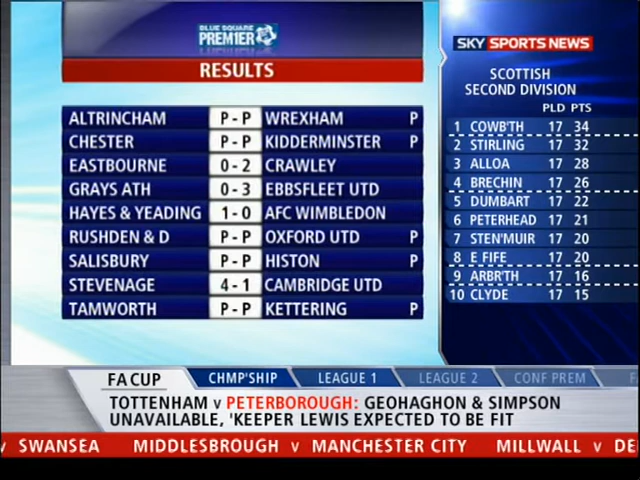 BLUE SQUARE
PREM1ER
RESULTS
ALTRINCHAM P - P WREXHAM P
CHESTER P - P KIDDERMINSTER P
EASTBOURNE 0 - 2 CRAWLEY
GRAYS ATH 0 - 3 EBBSFLEET UTD
HAYES & YEADING 1 - 0 AFC WIMBLEDON
RUSHDEN & D P - P OXFORD UTD P
SALISBURY P - P HISTON P
STEVENAGE 4 - 1 CAMBRIDGE UTD
TAMWORTH P - P KETTERING P
SKY SPORTS NEWS
SCOTTISH
SECOND DIVISION
PLD PTS
1 COWB'TH 17 34
2 STIRLING 17 32
3 ALLOA 17 28
4 BRECHIN 17 26
5 DUMBART 17 22
6 PETERHEAD 17 21
7 STEN'MUIR 17 20
8 E FIFE 17 20
9 ARBR'TH 17 16
10 CLYDE 17 15
FA CUP CHMP'SHIP LEAGUE 1 LEAGUE 2 CONF PREM
TOTTENHAM v PETERBOROUGH: GEOHAGHON & SIMPSON
UNAVAILABLE, 'KEEPER LEWIS EXPECTED TO BE FIT
v SWANSEA MIDDLESBROUGH v MANCHESTER CITY MILLWALL v DE